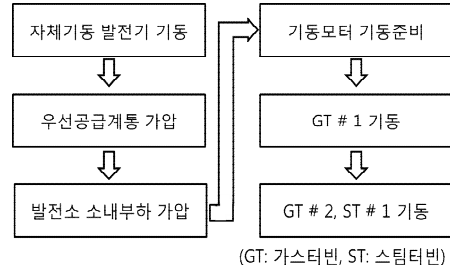 자체기동 발전기 기동
우선공급계통 가압
발전소 소내부하 가압
기동모터 기동준비
GT # 1 기동
GT # 2, ST # 1 기동
(GT: 가스터빈, ST: 스팀터빈)